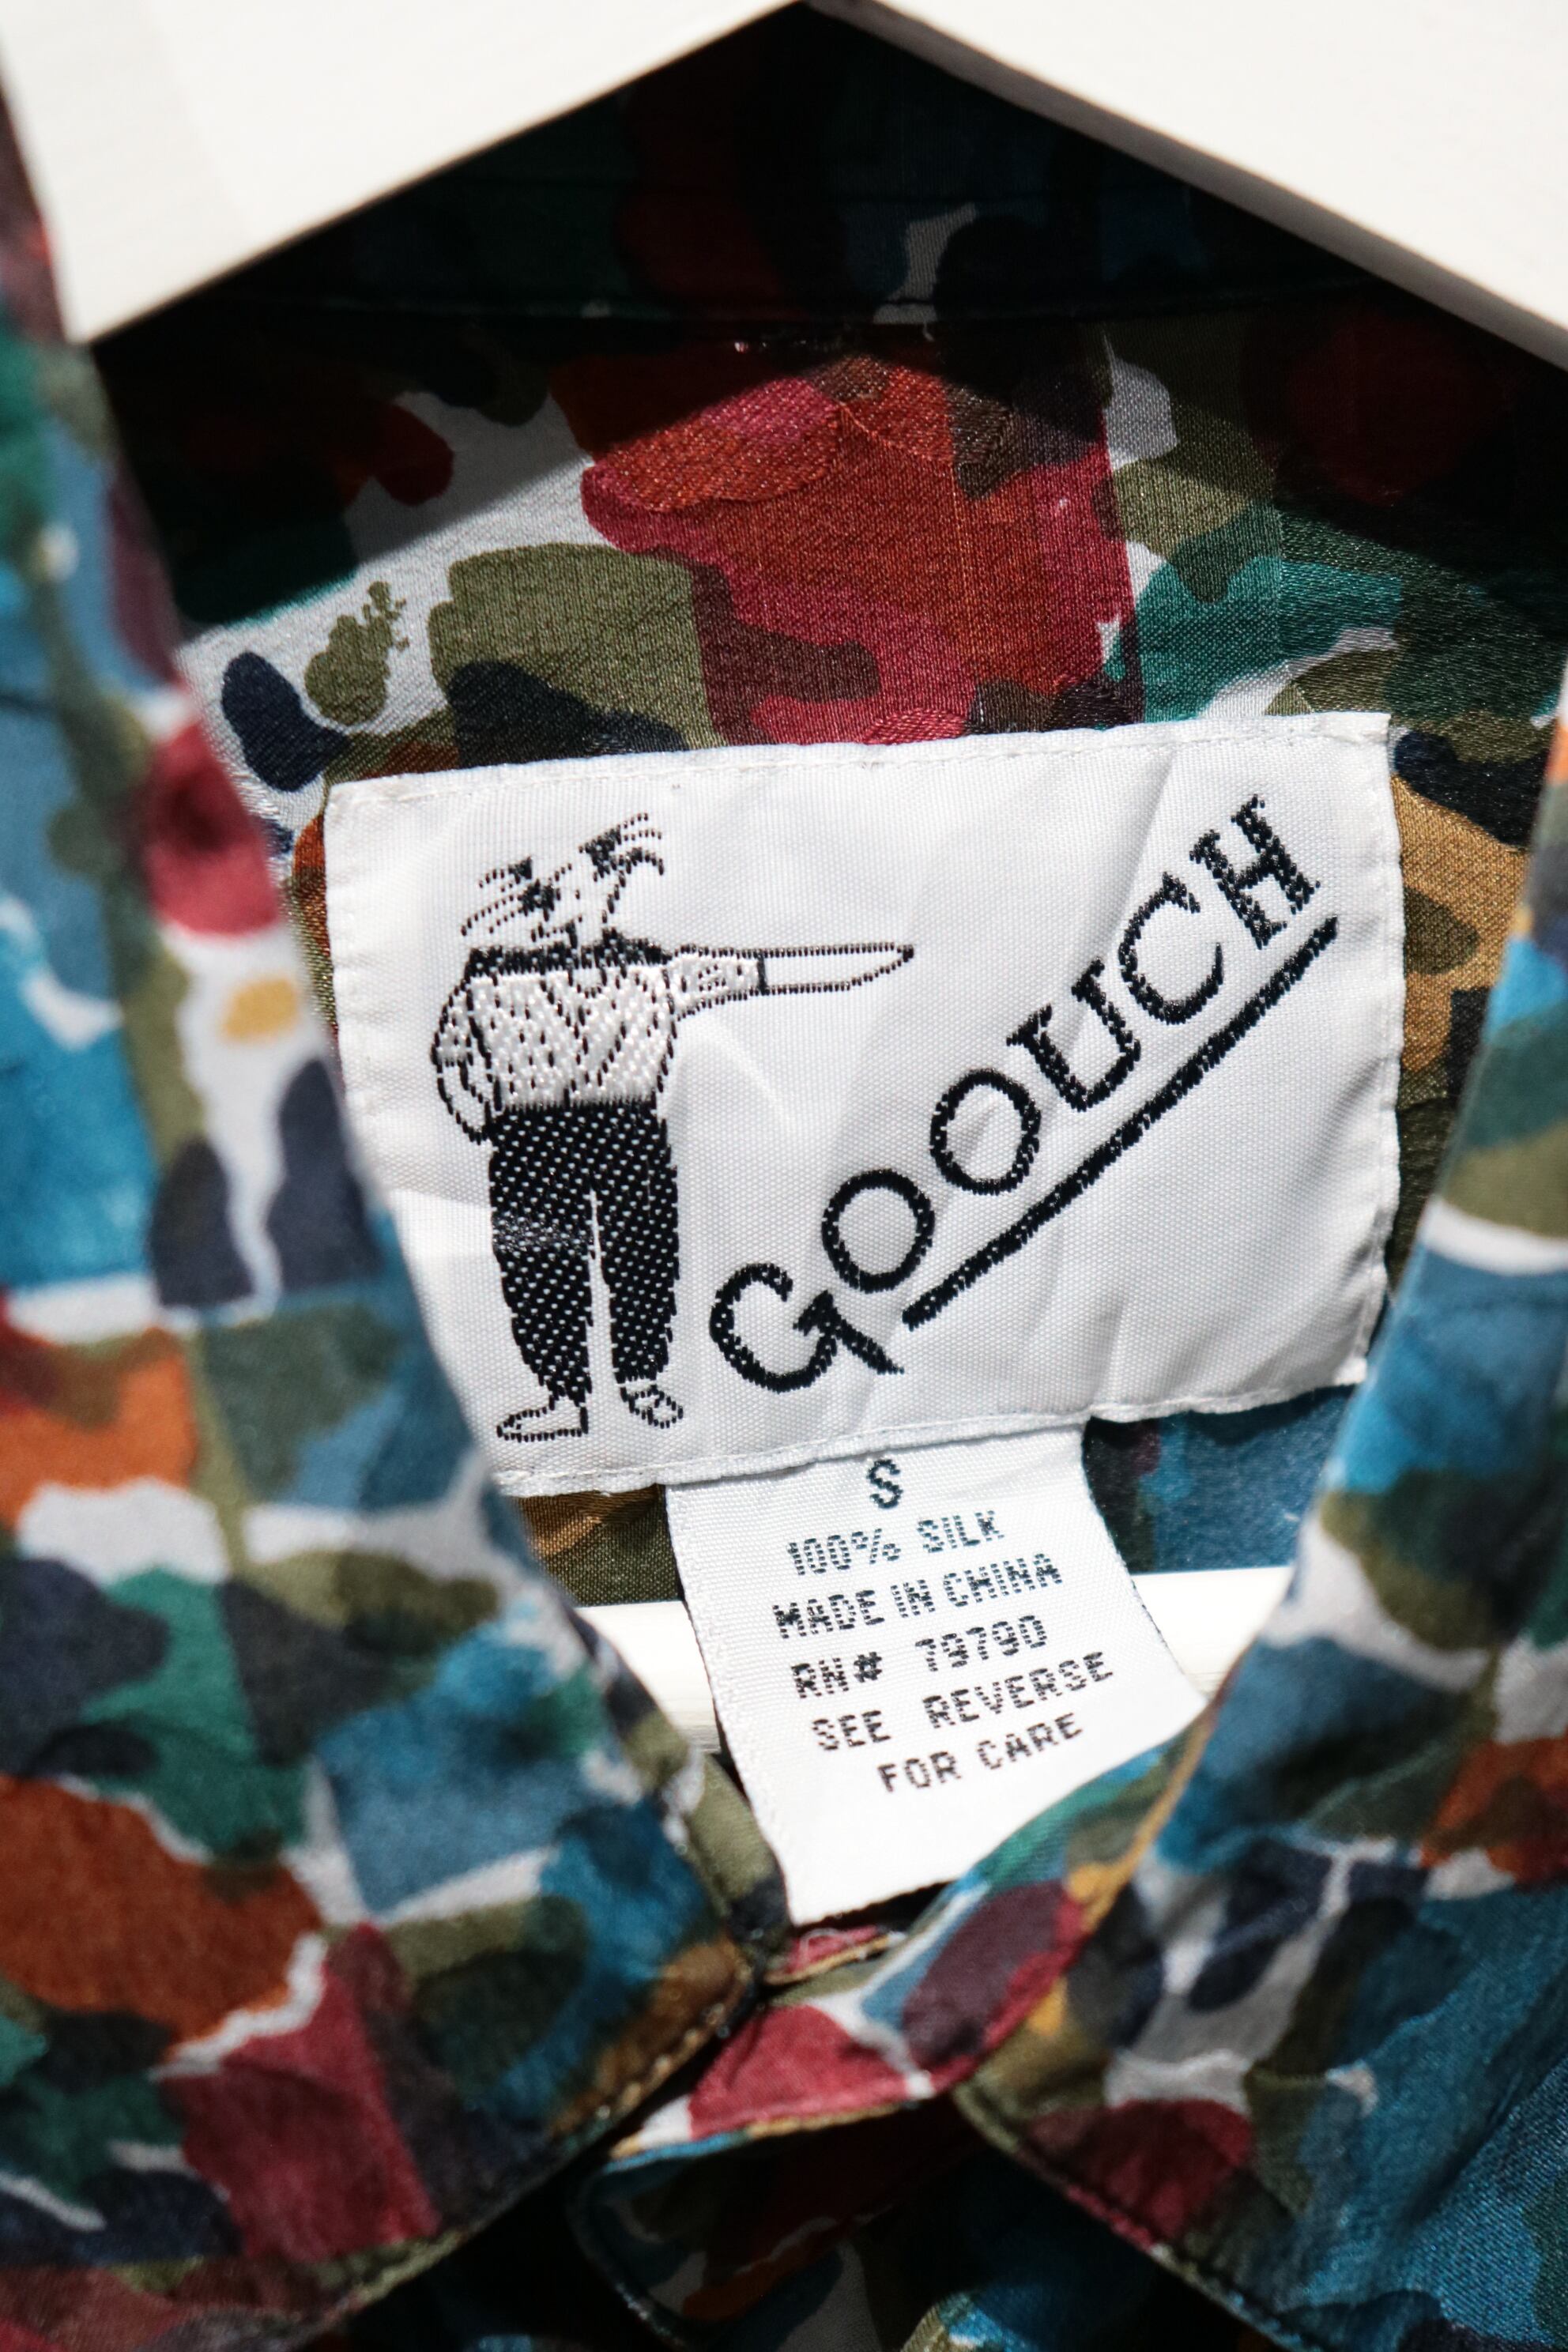 GOOUCH
S
100% SILK
MADE IN CHINA
RN# 79790
SEE REVERSE
FOR CARE